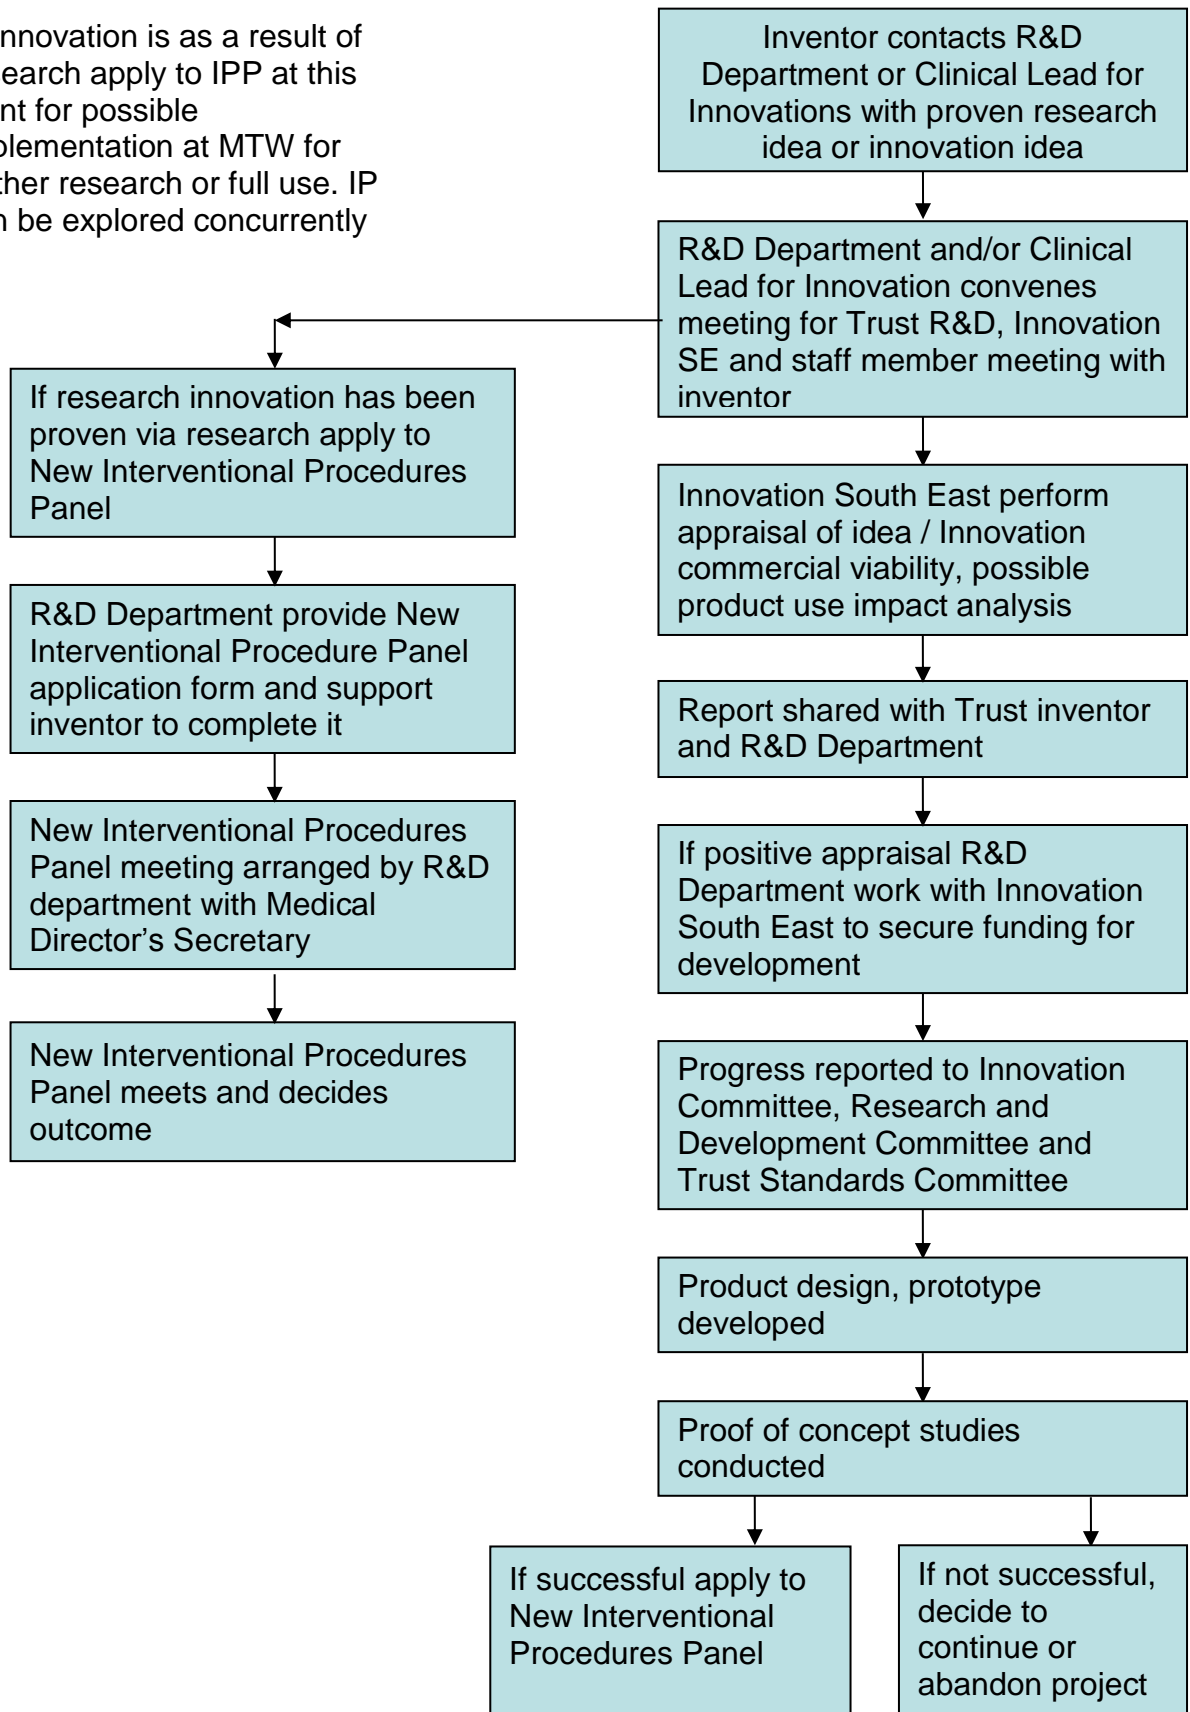 nnovation is as a result of
search apply to IPP at this
nt for possible
plementation at MTW for
ther research or full use. IP
n be explored concurrently
Inventor contacts R&D
Department or Clinical Lead for
Innovations with proven research
idea or innovation idea
R&D Department and/or Clinical
Lead for Innovation convenes
meeting for Trust R&D, Innovation
SE and staff member meeting with
inventor
If research innovation has been
proven via research apply to
New Interventional Procedures
Panel
R&D Department provide New
Interventional Procedure Panel
application form and support
inventor to complete it
New Interventional Procedures
Panel meeting arranged by R&D
department with Medical
Director’s Secretary
New Interventional Procedures
Panel meets and decides
outcome
Innovation South East perform
appraisal of idea / Innovation
commercial viability, possible
product use impact analysis
Report shared with Trust inventor
and R&D Department
If positive appraisal R&D
Department work with Innovation
South East to secure funding for
development
Progress reported to Innovation
Committee, Research and
Development Committee and
Trust Standards Committee
Product design, prototype
developed
Proof of concept studies
conducted
If successful apply to
New Interventional
Procedures Panel
If not successful,
decide to
continue or
abandon project